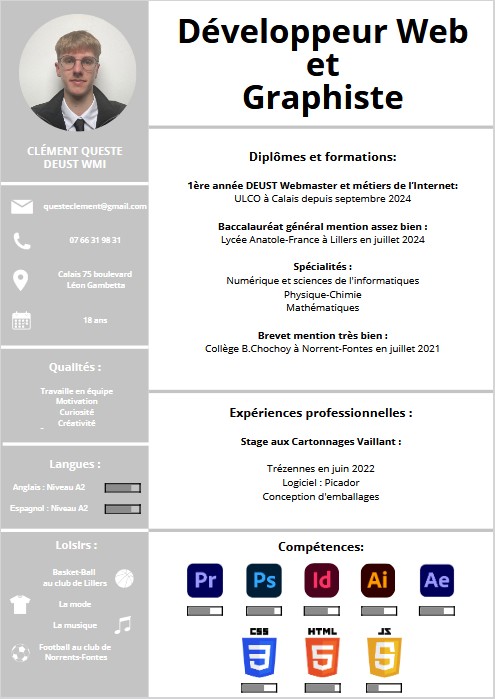 Développeur Web
et
Graphiste
CLÉMENT QUESTE
DEUST WMI
questeclement@gmail.com
07 66 31 98 31
Calais 75 boulevard
Léon Gambetta
18 ans
Qualités :
Travaille en équipe
Motivation
Curiosité
Créativité
Langues :
Anglais : Niveau A2
Espagnol : Niveau A2
Loisirs :
Basket-Ball
au club de Lillers
La mode
La musique
Football au club de
Norrents-Fontes
Diplômes et formations:
1ère année DEUST Webmaster et métiers de l'Internet:
ULCO à Calais depuis septembre 2024
Baccalauréat général mention assez bien :
Lycée Anatole-France à Lillers en juillet 2024
Spécialités :
Numérique et sciences de l'informatiques
Physique-Chimie
Mathématiques
Brevet mention très bien :
Collège B.Chochoy à Norrent-Fontes en juillet 2021
Expériences professionnelles :
Stage aux Cartonnages Vaillant :
Trézennes en juin 2022
Logiciel : Picador
Conception d'emballages
Compétences:
Pr Ps Id Ai Ae
CSS HTML JS
3 5 5